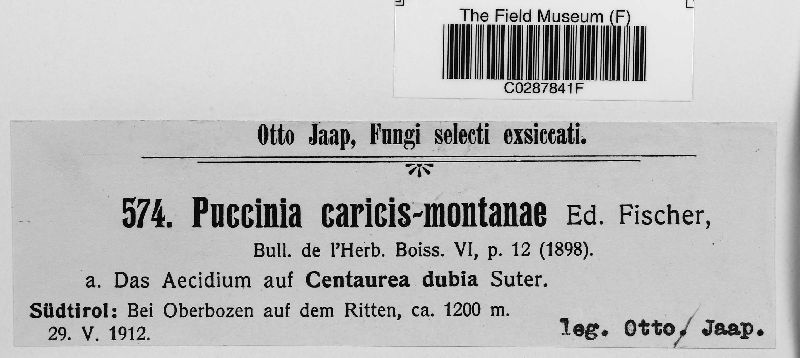 The Field Museum (F)
C0287841F
Otto Jaap, Fungi selecti exsiccati.
574. Puccinia caricis-montanae Ed. Fischer,
Bull. de l'Herb. Boiss. VI, p. 12 (1898).
a. Das Aecidium auf Centaurea dubia Suter.
Südtirol: Bei Oberbozen auf dem Ritten, ca. 1200 m.
29. V. 1912.
leg. Otto Jaap.